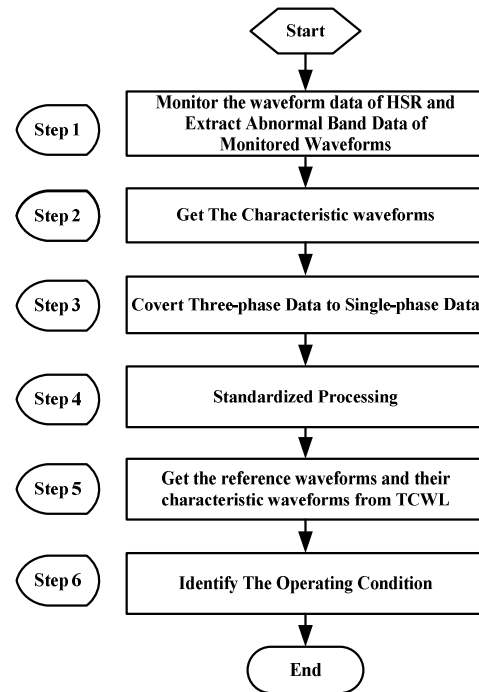 Start
Step 1
Monitor the waveform data of HSR and
Extract Abnormal Band Data of
Monitored Waveforms
Step 2
Get The Characteristic waveforms
Step 3
Covert Three-phase Data to Single-phase Data
Step 4
Standardized Processing
Step 5
Get the reference waveforms and their
characteristic waveforms from TCWL
Step 6
Identify The Operating Condition
End